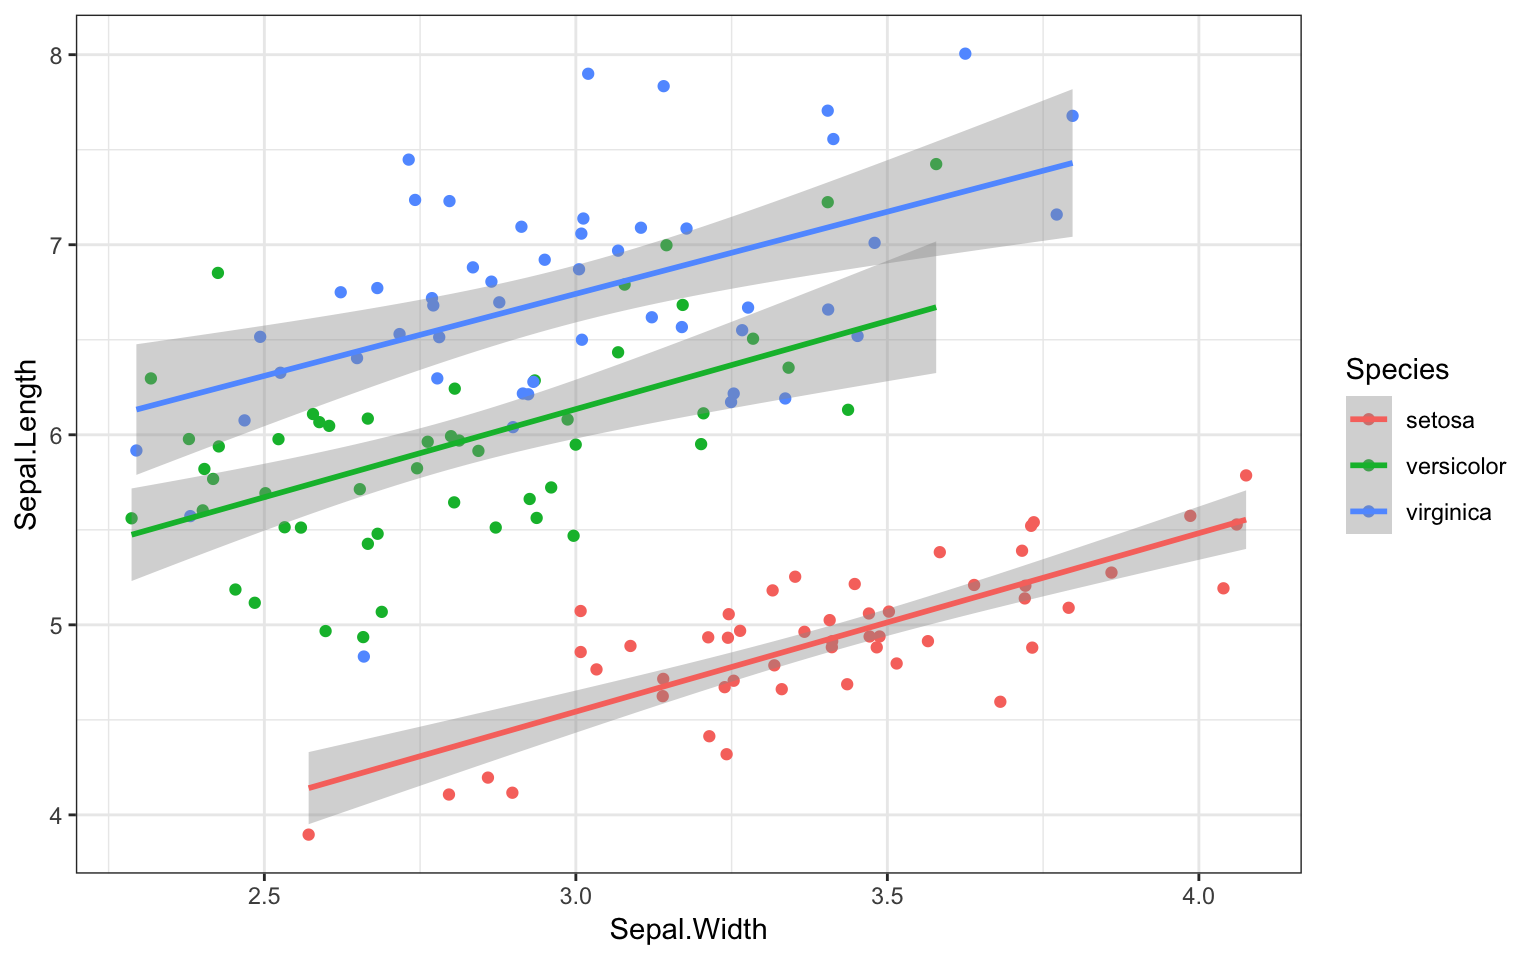 8
7
6
5
4
Sepal.Length
2.5 3.0 3.5 4.0
Sepal.Width
Species
setosa
versicolor
virginica